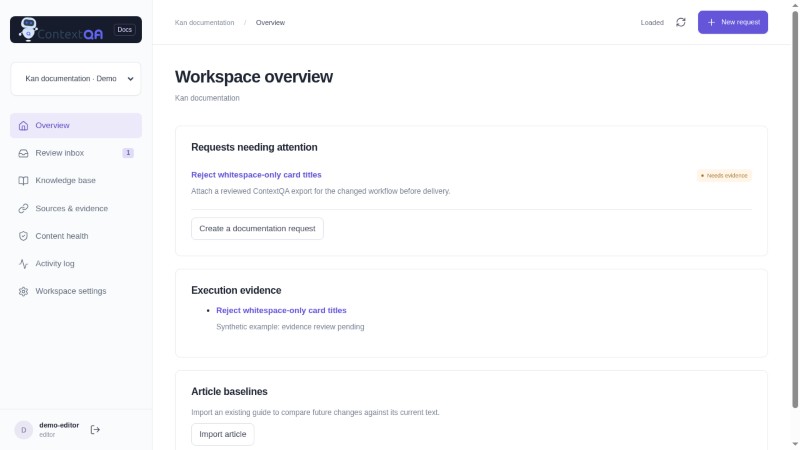 ContextQA
Docs
Kan documentation / Overview
Loaded
New request
Kan documentation · Demo
Workspace overview
Kan documentation
Overview
Review inbox
1
Knowledge base
Sources & evidence
Content health
Activity log
Workspace settings
Requests needing attention
Reject whitespace-only card titles
Needs evidence
Attach a reviewed ContextQA export for the changed workflow before delivery.
Create a documentation request
Execution evidence
Reject whitespace-only card titles
Synthetic example: evidence review pending
Article baselines
Import an existing guide to compare future changes against its current text.
Import article
D
demo-editor
editor